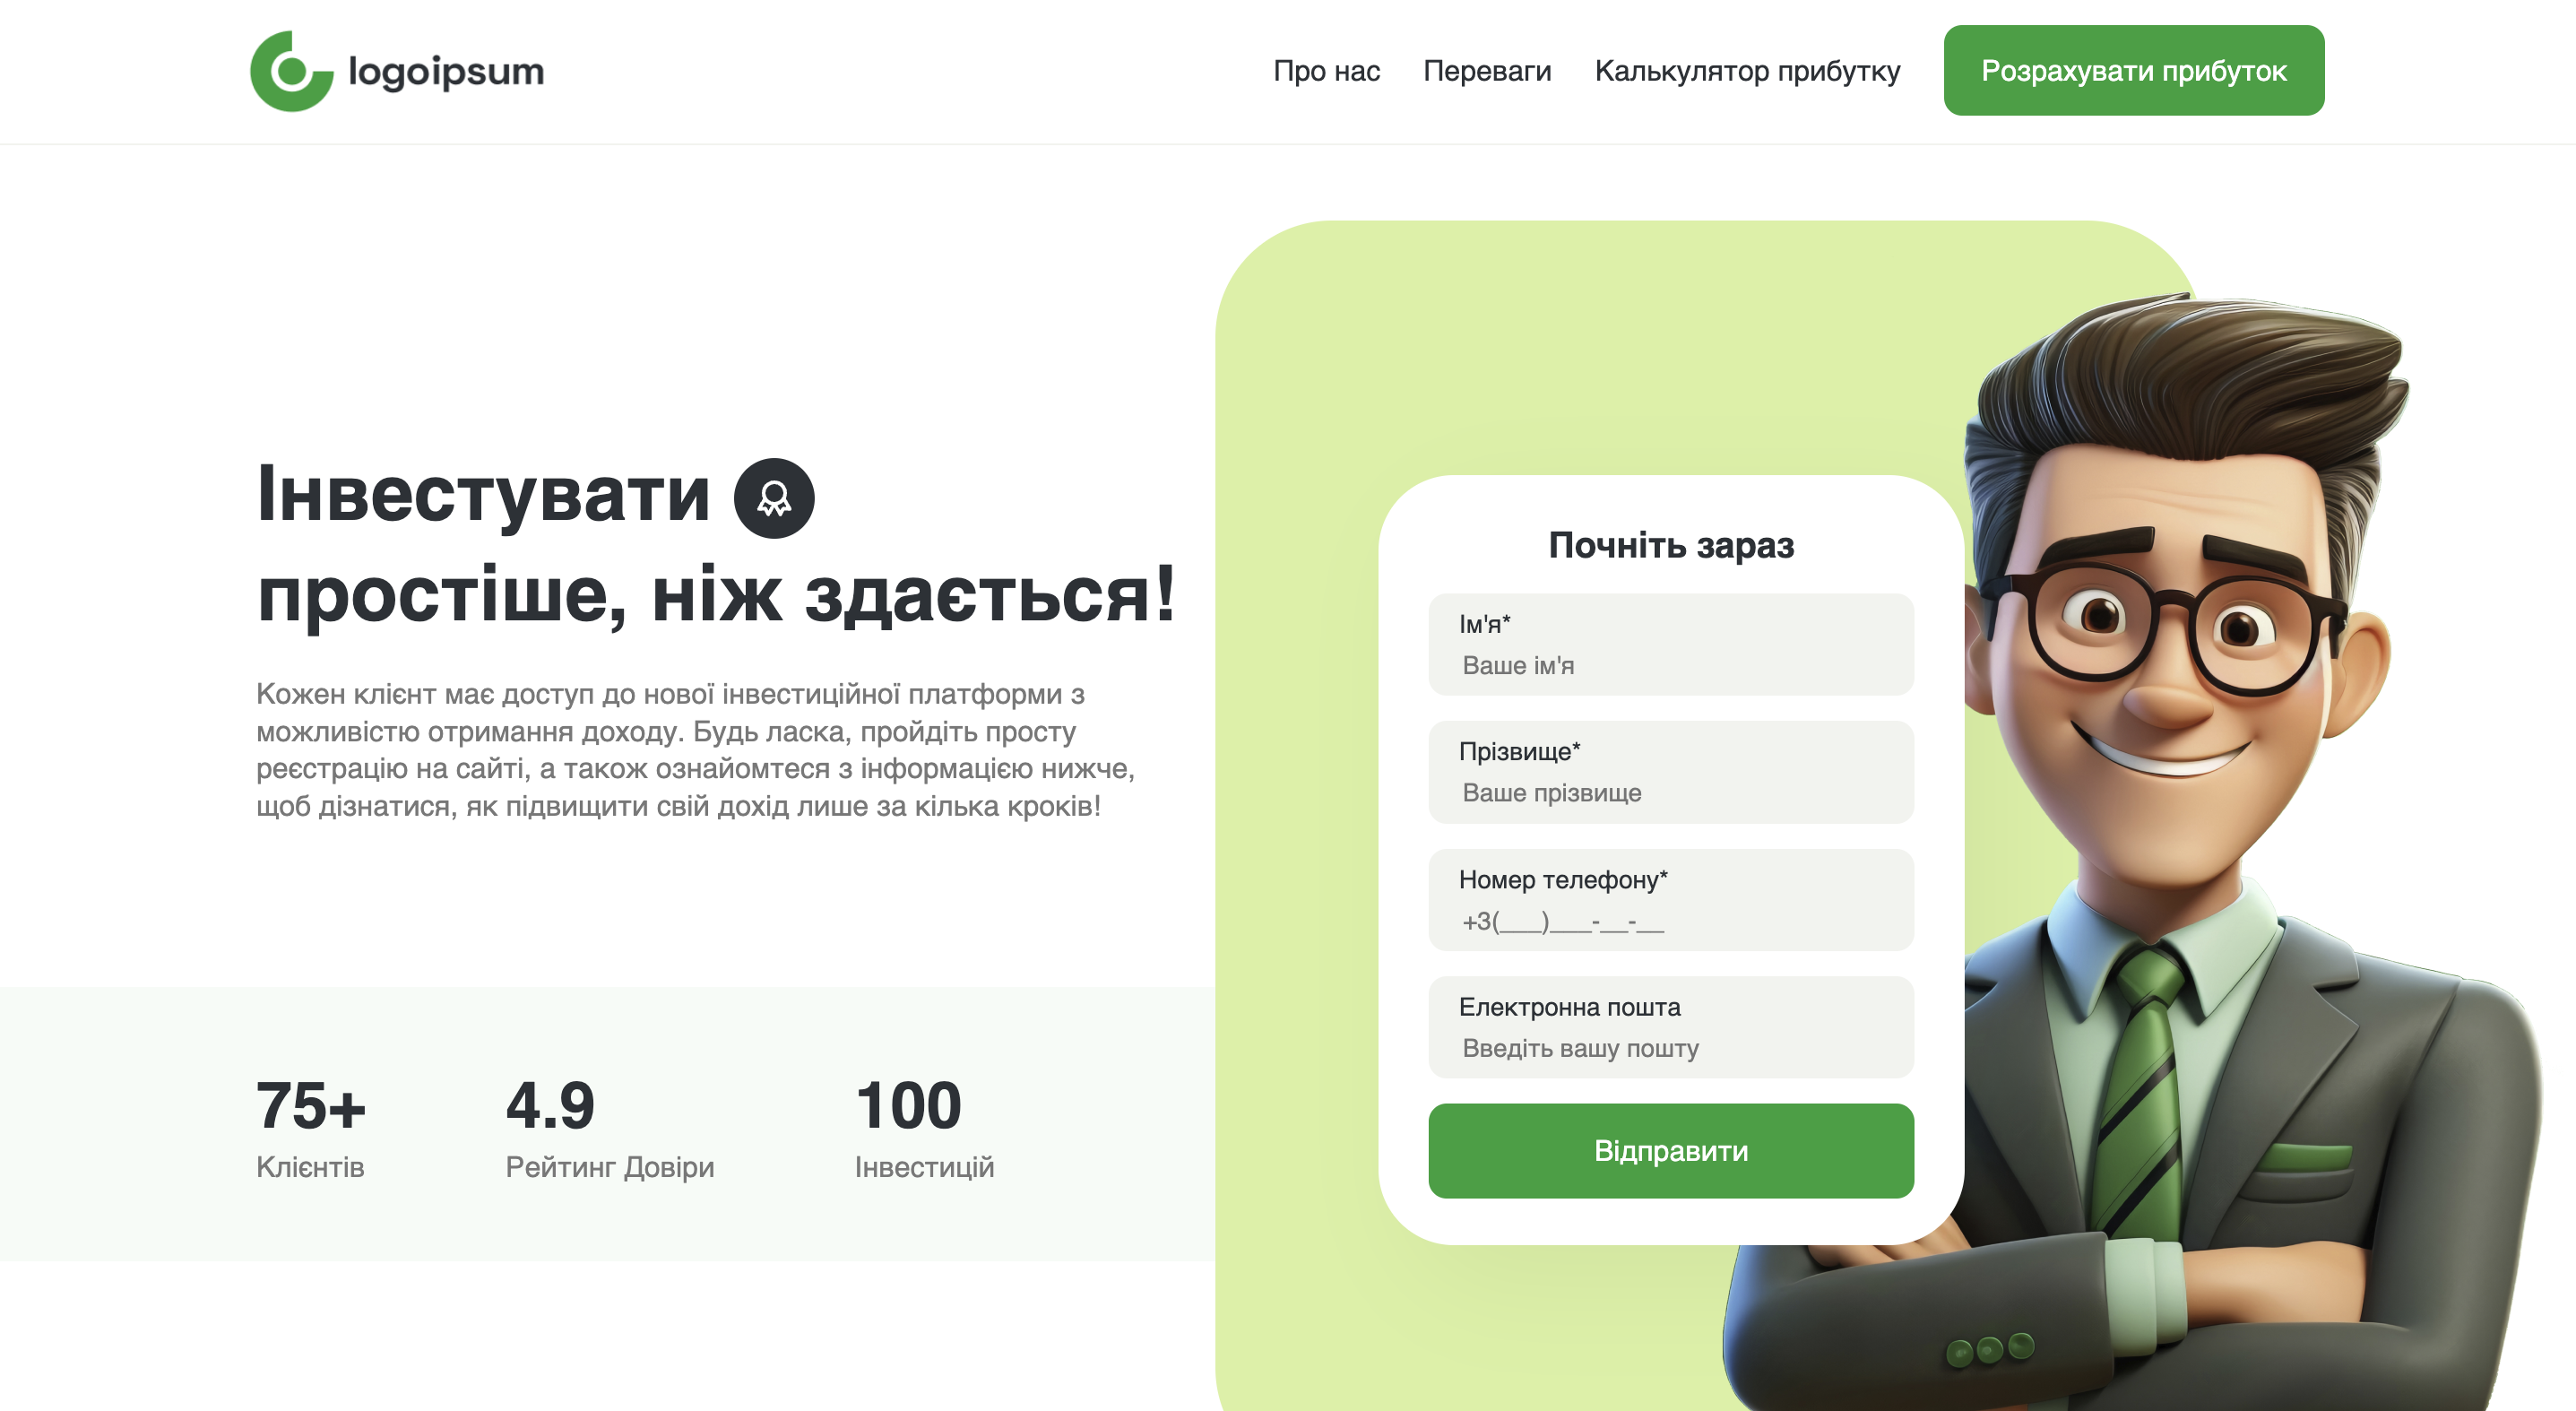 logoipsum
Про нас
Переваги
Калькулятор прибутку
Розрахувати прибуток
Інвестувати
простіше, ніж здається!
Кожен клієнт має доступ до нової інвестиційної платформи з
можливістю отримання доходу. Будь ласка, пройдіть просту
реєстрацію на сайті, а також ознайомтеся з інформацією нижче,
щоб дізнатися, як підвищити свій дохід лише за кілька кроків!
75+
Клієнтів
4.9
Рейтинг Довіри
100
Інвестицій
Почніть зараз
Ім'я*
Ваше ім'я
Прізвище*
Ваше прізвище
Номер телефону*
+3(___)___-__-__
Електронна пошта
Введіть вашу пошту
Відправити